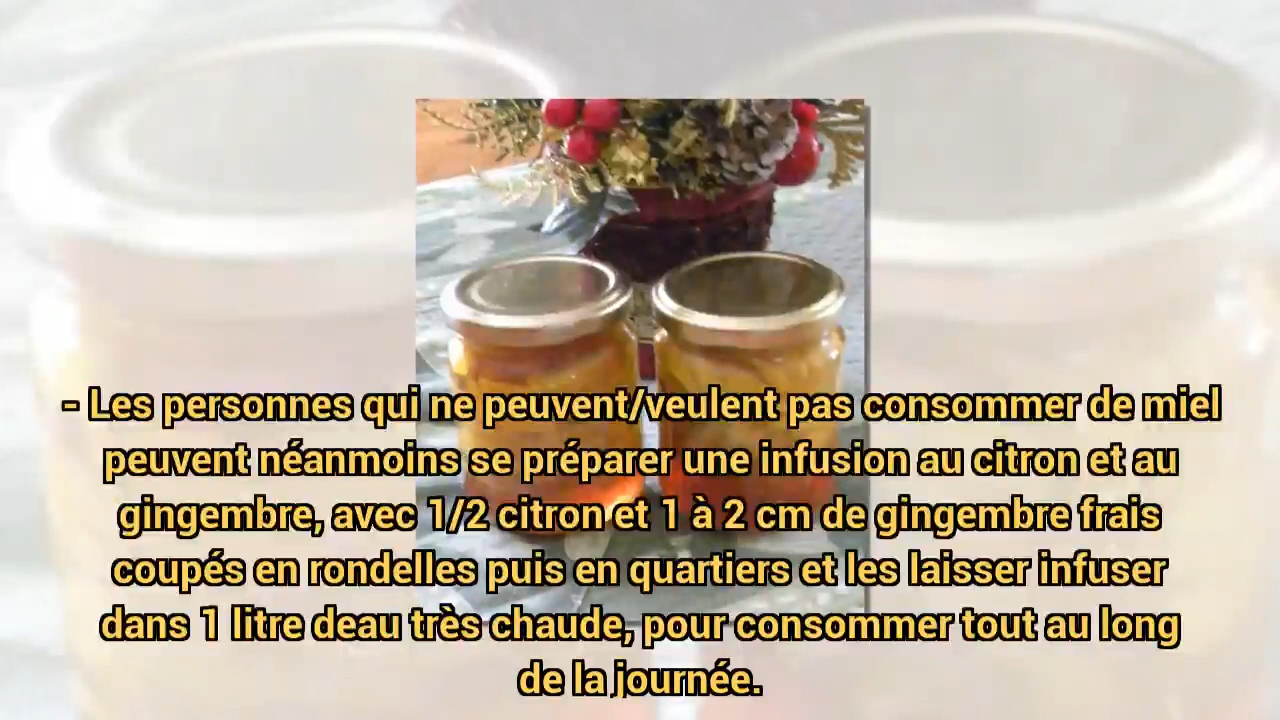 - Les personnes qui ne peuvent/veulent pas consommer de miel
peuvent néanmoins se préparer une infusion au citron et au
gingembre, avec 1/2 citron et 1 à 2 cm de gingembre frais
coupés en rondelles puis en quartiers et les laisser infuser
dans 1 litre deau très chaude, pour consommer tout au long
de la journée.